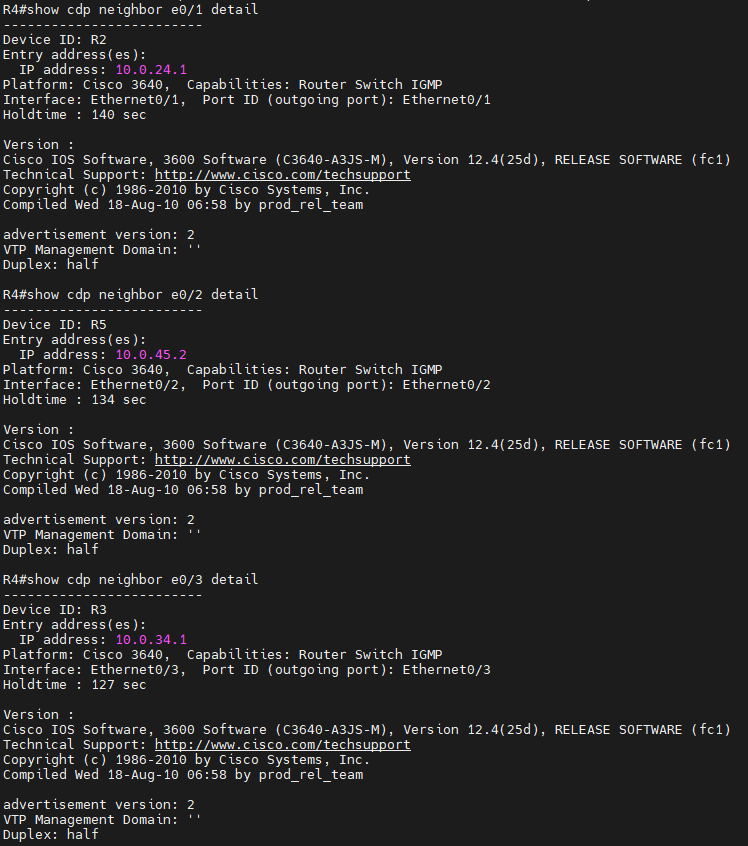 R4#show cdp neighbor e0/1 detail
-------------------------
Device ID: R2
Entry address(es):
  IP address: 10.0.24.1
Platform: Cisco 3640,  Capabilities: Router Switch IGMP
Interface: Ethernet0/1,  Port ID (outgoing port): Ethernet0/1
Holdtime : 140 sec

Version :
Cisco IOS Software, 3600 Software (C3640-A3JS-M), Version 12.4(25d), RELEASE SOFTWARE (fc1)
Technical Support: http://www.cisco.com/techsupport
Copyright (c) 1986-2010 by Cisco Systems, Inc.
Compiled Wed 18-Aug-10 06:58 by prod_rel_team

advertisement version: 2
VTP Management Domain: ''
Duplex: half

R4#show cdp neighbor e0/2 detail
-------------------------
Device ID: R5
Entry address(es):
  IP address: 10.0.45.2
Platform: Cisco 3640,  Capabilities: Router Switch IGMP
Interface: Ethernet0/2,  Port ID (outgoing port): Ethernet0/2
Holdtime : 134 sec

Version :
Cisco IOS Software, 3600 Software (C3640-A3JS-M), Version 12.4(25d), RELEASE SOFTWARE (fc1)
Technical Support: http://www.cisco.com/techsupport
Copyright (c) 1986-2010 by Cisco Systems, Inc.
Compiled Wed 18-Aug-10 06:58 by prod_rel_team

advertisement version: 2
VTP Management Domain: ''
Duplex: half

R4#show cdp neighbor e0/3 detail
-------------------------
Device ID: R3
Entry address(es):
  IP address: 10.0.34.1
Platform: Cisco 3640,  Capabilities: Router Switch IGMP
Interface: Ethernet0/3,  Port ID (outgoing port): Ethernet0/3
Holdtime : 127 sec

Version :
Cisco IOS Software, 3600 Software (C3640-A3JS-M), Version 12.4(25d), RELEASE SOFTWARE (fc1)
Technical Support: http://www.cisco.com/techsupport
Copyright (c) 1986-2010 by Cisco Systems, Inc.
Compiled Wed 18-Aug-10 06:58 by prod_rel_team

advertisement version: 2
VTP Management Domain: ''
Duplex: half